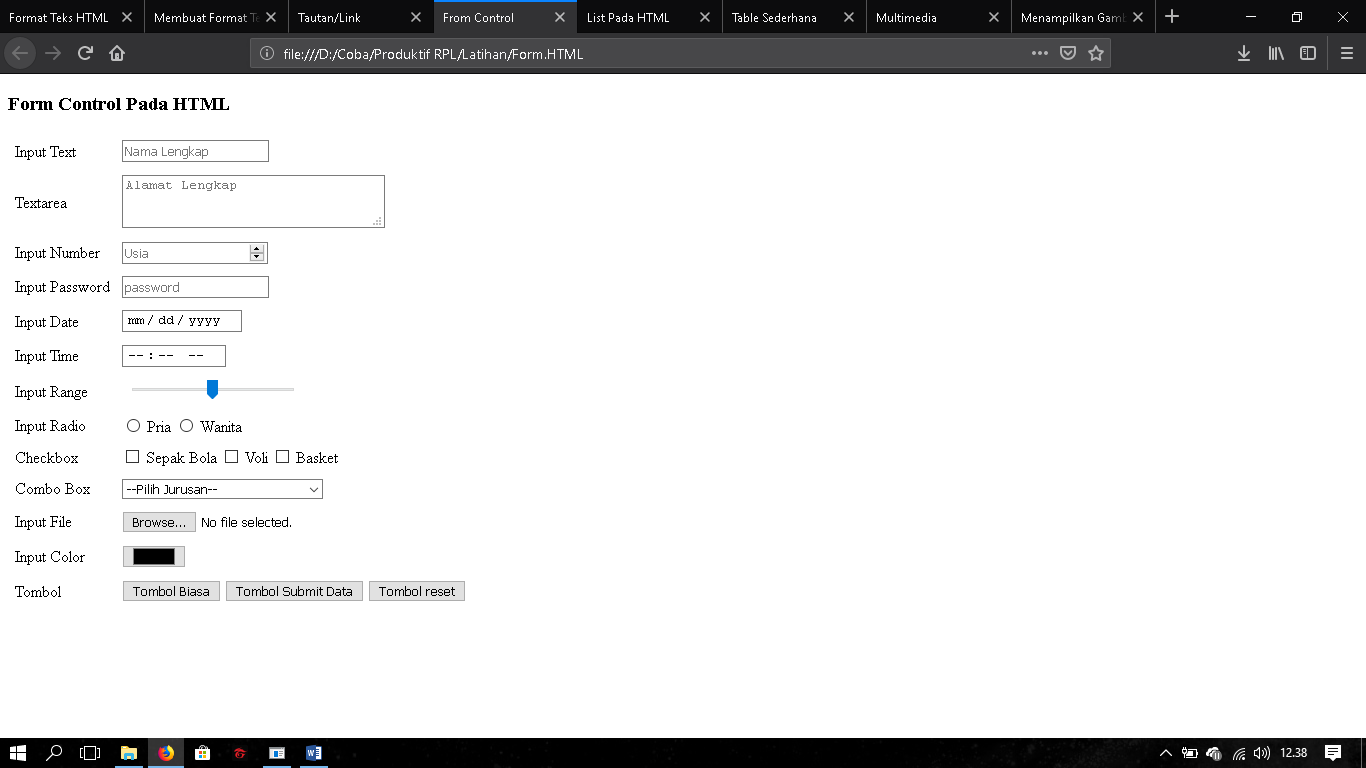 Format Teks HTML
Membuat Format Te
Tautan/Link
From Control
List Pada HTML
Table Sederhana
Multimedia
Menampilkan Gamb
file:///D:/Coba/Produktif RPL/Latihan/Form.HTML
Form Control Pada HTML
Input Text Nama Lengkap
Textarea Alamat Lengkap
Input Number Usia
Input Password password
Input Date mm / dd / yyyy
Input Time -- : -- --
Input Range
Input Radio Pria Wanita
Checkbox Sepak Bola Voli Basket
Combo Box --Pilih Jurusan--
Input File Browse... No file selected.
Input Color
Tombol Tombol Biasa Tombol Submit Data Tombol reset
12.38